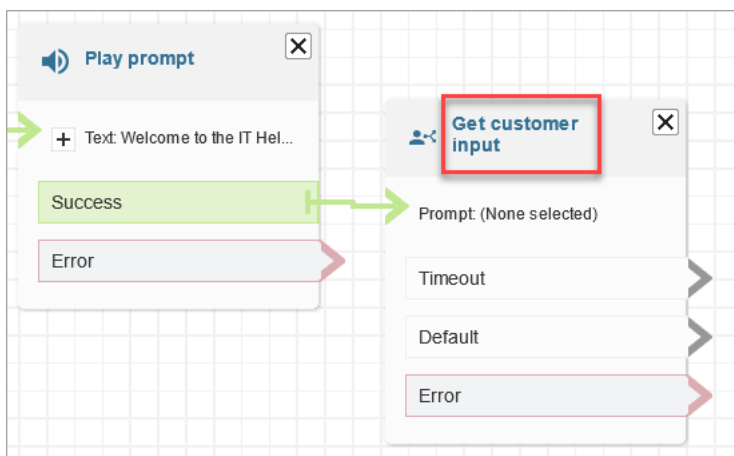 Play prompt
Text: Welcome to the IT Hel...
Success
Error
Get customer
input
Prompt: (None selected)
Timeout
Default
Error